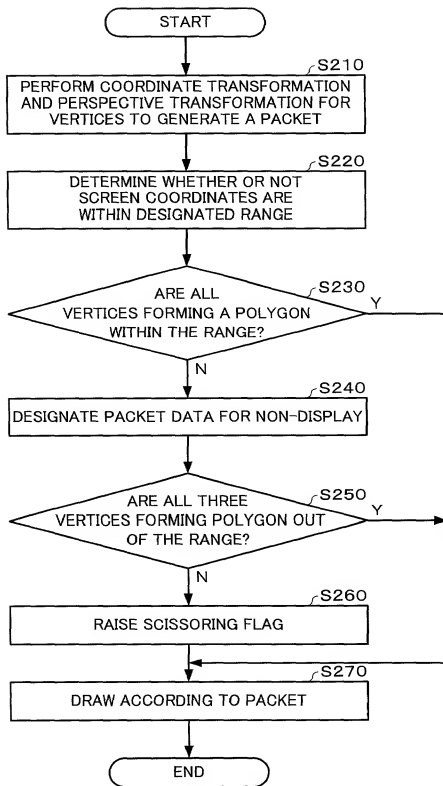 START
S210
PERFORM COORDINATE TRANSFORMATION
AND PERSPECTIVE TRANSFORMATION FOR
VERTICES TO GENERATE A PACKET
S220
DETERMINE WHETHER OR NOT
SCREEN COORDINATES ARE
WITHIN DESIGNATED RANGE
S230
ARE ALL
VERTICES FORMING A POLYGON
WITHIN THE RANGE?
Y
N
S240
DESIGNATE PACKET DATA FOR NON-DISPLAY
S250
ARE ALL THREE
VERTICES FORMING POLYGON OUT
OF THE RANGE?
Y
N
S260
RAISE SCISSORING FLAG
S270
DRAW ACCORDING TO PACKET
END